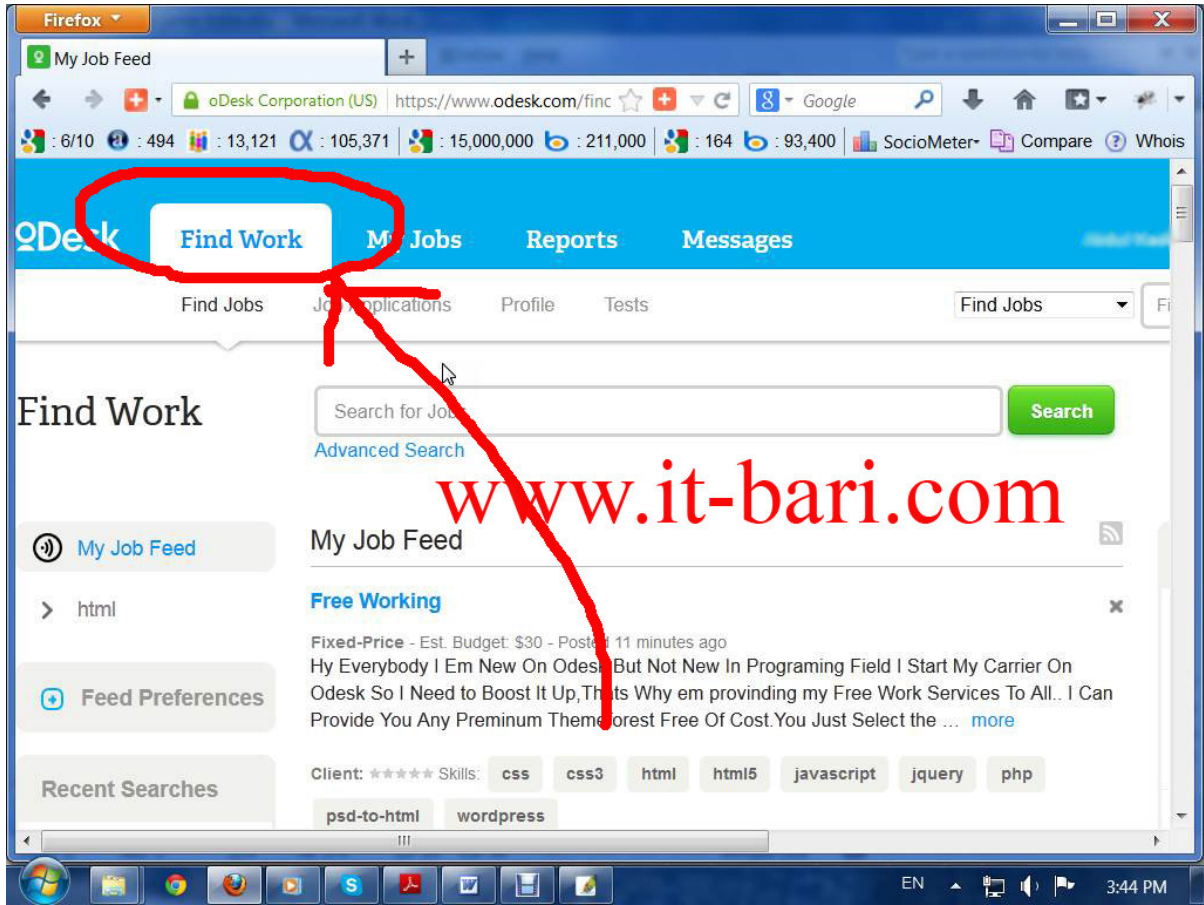 Firefox
My Job Feed
oDesk Corporation (US) https://www.odesk.com/finc Google
: 6/10 : 494 : 13,121 : 105,371 : 15,000,000 : 211,000 : 164 : 93,400 SocioMeter Compare Whois
oDesk Find Work My Jobs Reports Messages
Find Jobs Job Applications Profile Tests Find Jobs Fi
Find Work Search for Jobs Search
Advanced Search
www.it-bari.com
My Job Feed My Job Feed
html Free Working
Fixed-Price - Est. Budget: $30 - Posted 11 minutes ago
Hy Everybody I Em New On Odesk But Not New In Programing Field I Start My Carrier On
Feed Preferences Odesk So I Need to Boost It Up,Thats Why em provinding my Free Work Services To All.. I Can
Provide You Any Preminum Themeforest Free Of Cost.You Just Select the ... more
Recent Searches Client: Skills: css css3 html html5 javascript jquery php
psd-to-html wordpress
EN 3:44 PM